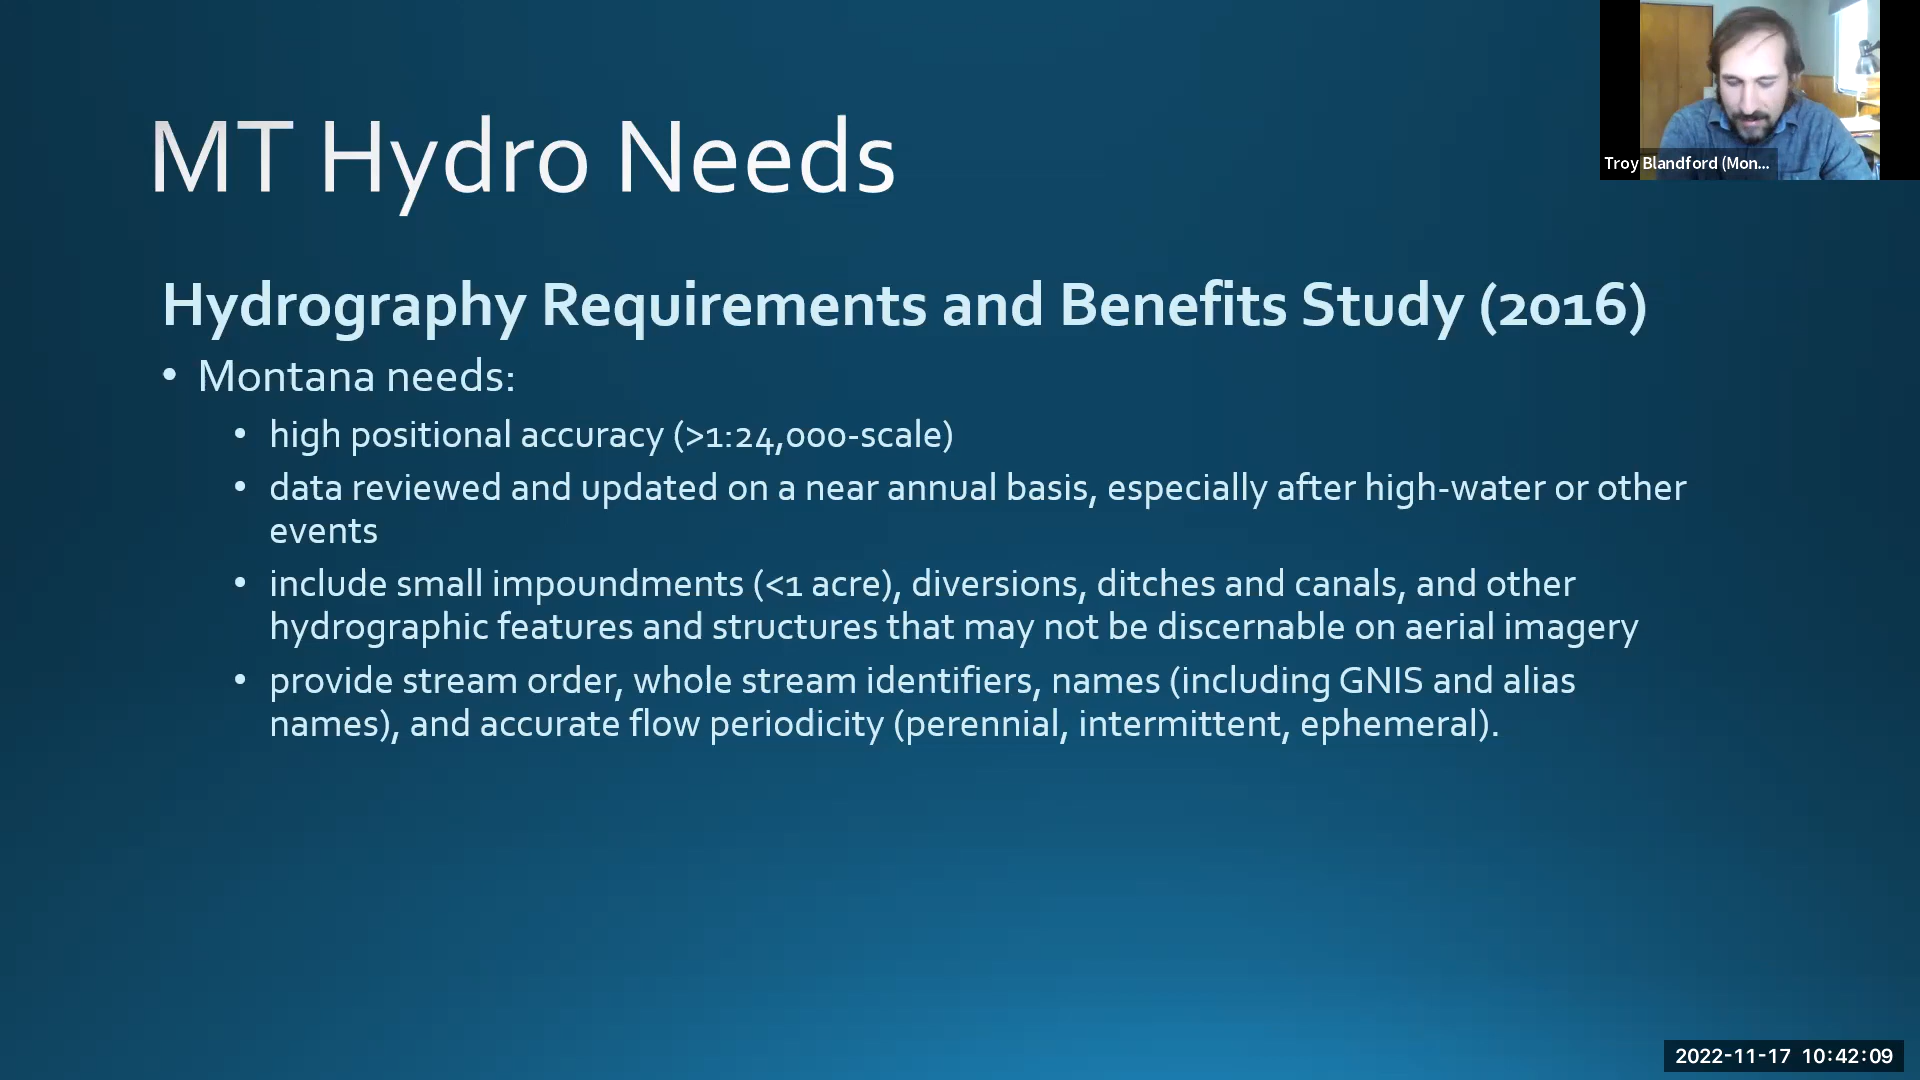 MT Hydro Needs
Troy Blandford (Mon...
Hydrography Requirements and Benefits Study (2016)
• Montana needs:
• high positional accuracy (>1:24,000-scale)
• data reviewed and updated on a near annual basis, especially after high-water or other
events
• include small impoundments (<1 acre), diversions, ditches and canals, and other
hydrographic features and structures that may not be discernable on aerial imagery
• provide stream order, whole stream identifiers, names (including GNIS and alias
names), and accurate flow periodicity (perennial, intermittent, ephemeral).
2022-11-17 10:42:09